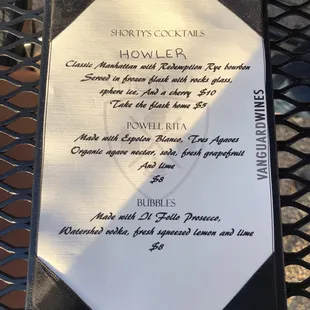 SHORTY'S COCKTAILS
HOWLER
Classic Manhattan with Redemption Rye bourbon
Served in frozen flask with rocks glass,
sphere ice, And a cherry $10
Take the flask home $5
POWELL RITA
Made with Espolon Blanco, Tres Agaves
Organic agave nectar, soda, fresh grapefruit
And lime
$8
BUBBLES
Made with Il Follo Prosecco,
Watershed vodka, fresh squeezed lemon and lime
$8
VANGUARDWINES